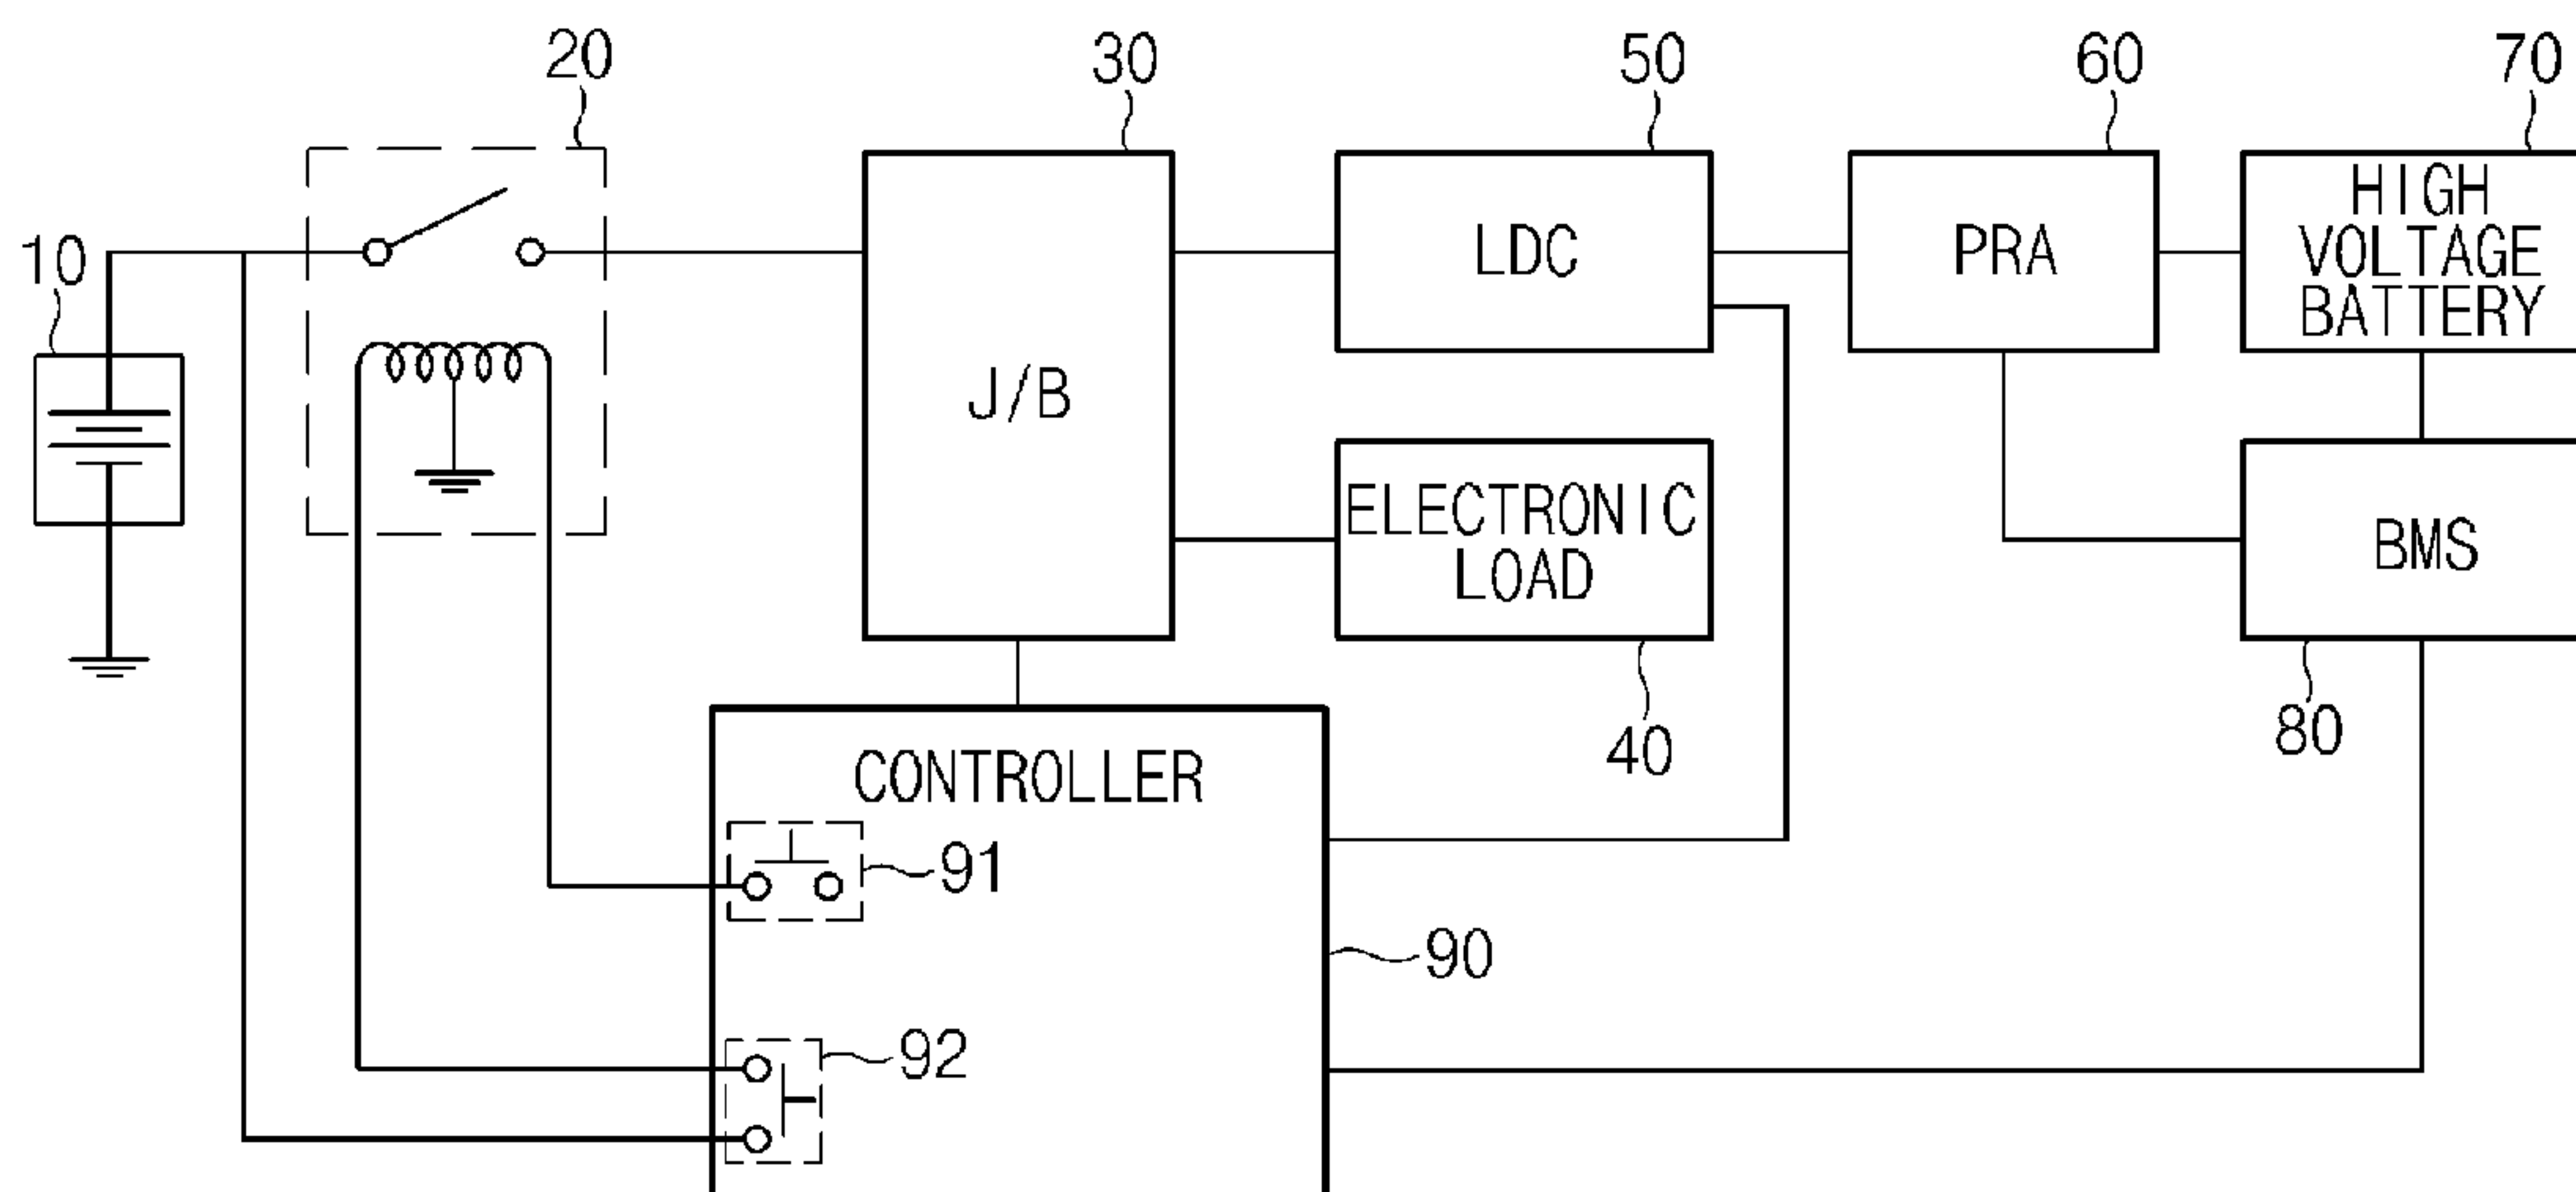 20
30
50
60
70
10
LDC
PRA
HIGH
VOLTAGE
BATTERY
J/B
ELECTRONIC
LOAD
BMS
40
80
CONTROLLER
91
90
92